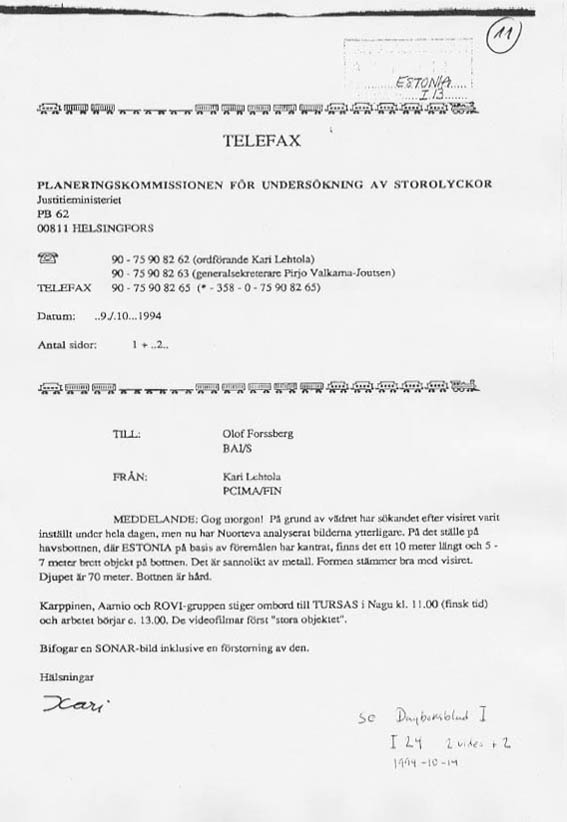 11
ESTONIA
I 13
TELEFAX
PLANERINGSKOMMISSIONEN FÖR UNDERSÖKNING AV STOROLYCKOR
Justitieministeriet
PB 62
00811 HELSINGFORS
☏ 90 - 75 90 82 62 (ordförande Kari Lehtola)
90 - 75 90 82 63 (generalsekreterare Pirjo Valkama-Joutsen)
TELEFAX 90 - 75 90 82 65 (* - 358 - 0 - 75 90 82 65)
Datum: ..9./.10...1994
Antal sidor: 1 + ..2..
TILL: Olof Forssberg
BAI/S
FRÅN: Kari Lehtola
PCIMA/FIN
MEDDELANDE: Gog morgon! På grund av vädret har sökandet efter visiret varit
inställt under hela dagen, men nu har Nuorteva analyserat bilderna ytterligare. På det ställe på
havsbottnen, där ESTONIA på basis av föremålen har kantrat, finns det ett 10 meter långt och 5 -
7 meter brett objekt på bottnen. Det är sannolikt av metall. Formen stämmer bra med visiret.
Djupet är 70 meter. Bottnen är hård.
Karppinen, Aarnio och ROVI-gruppen stiger ombord till TURSAS i Nagu kl. 11.00 (finsk tid)
och arbetet börjar c. 13.00. De videofilmar först "stora objektet".
Bifogar en SONAR-bild inklusive en förstorning av den.
Hälsningar
Kari
se Dagboksblad I
I 24 2 video + 2
1994-10-14